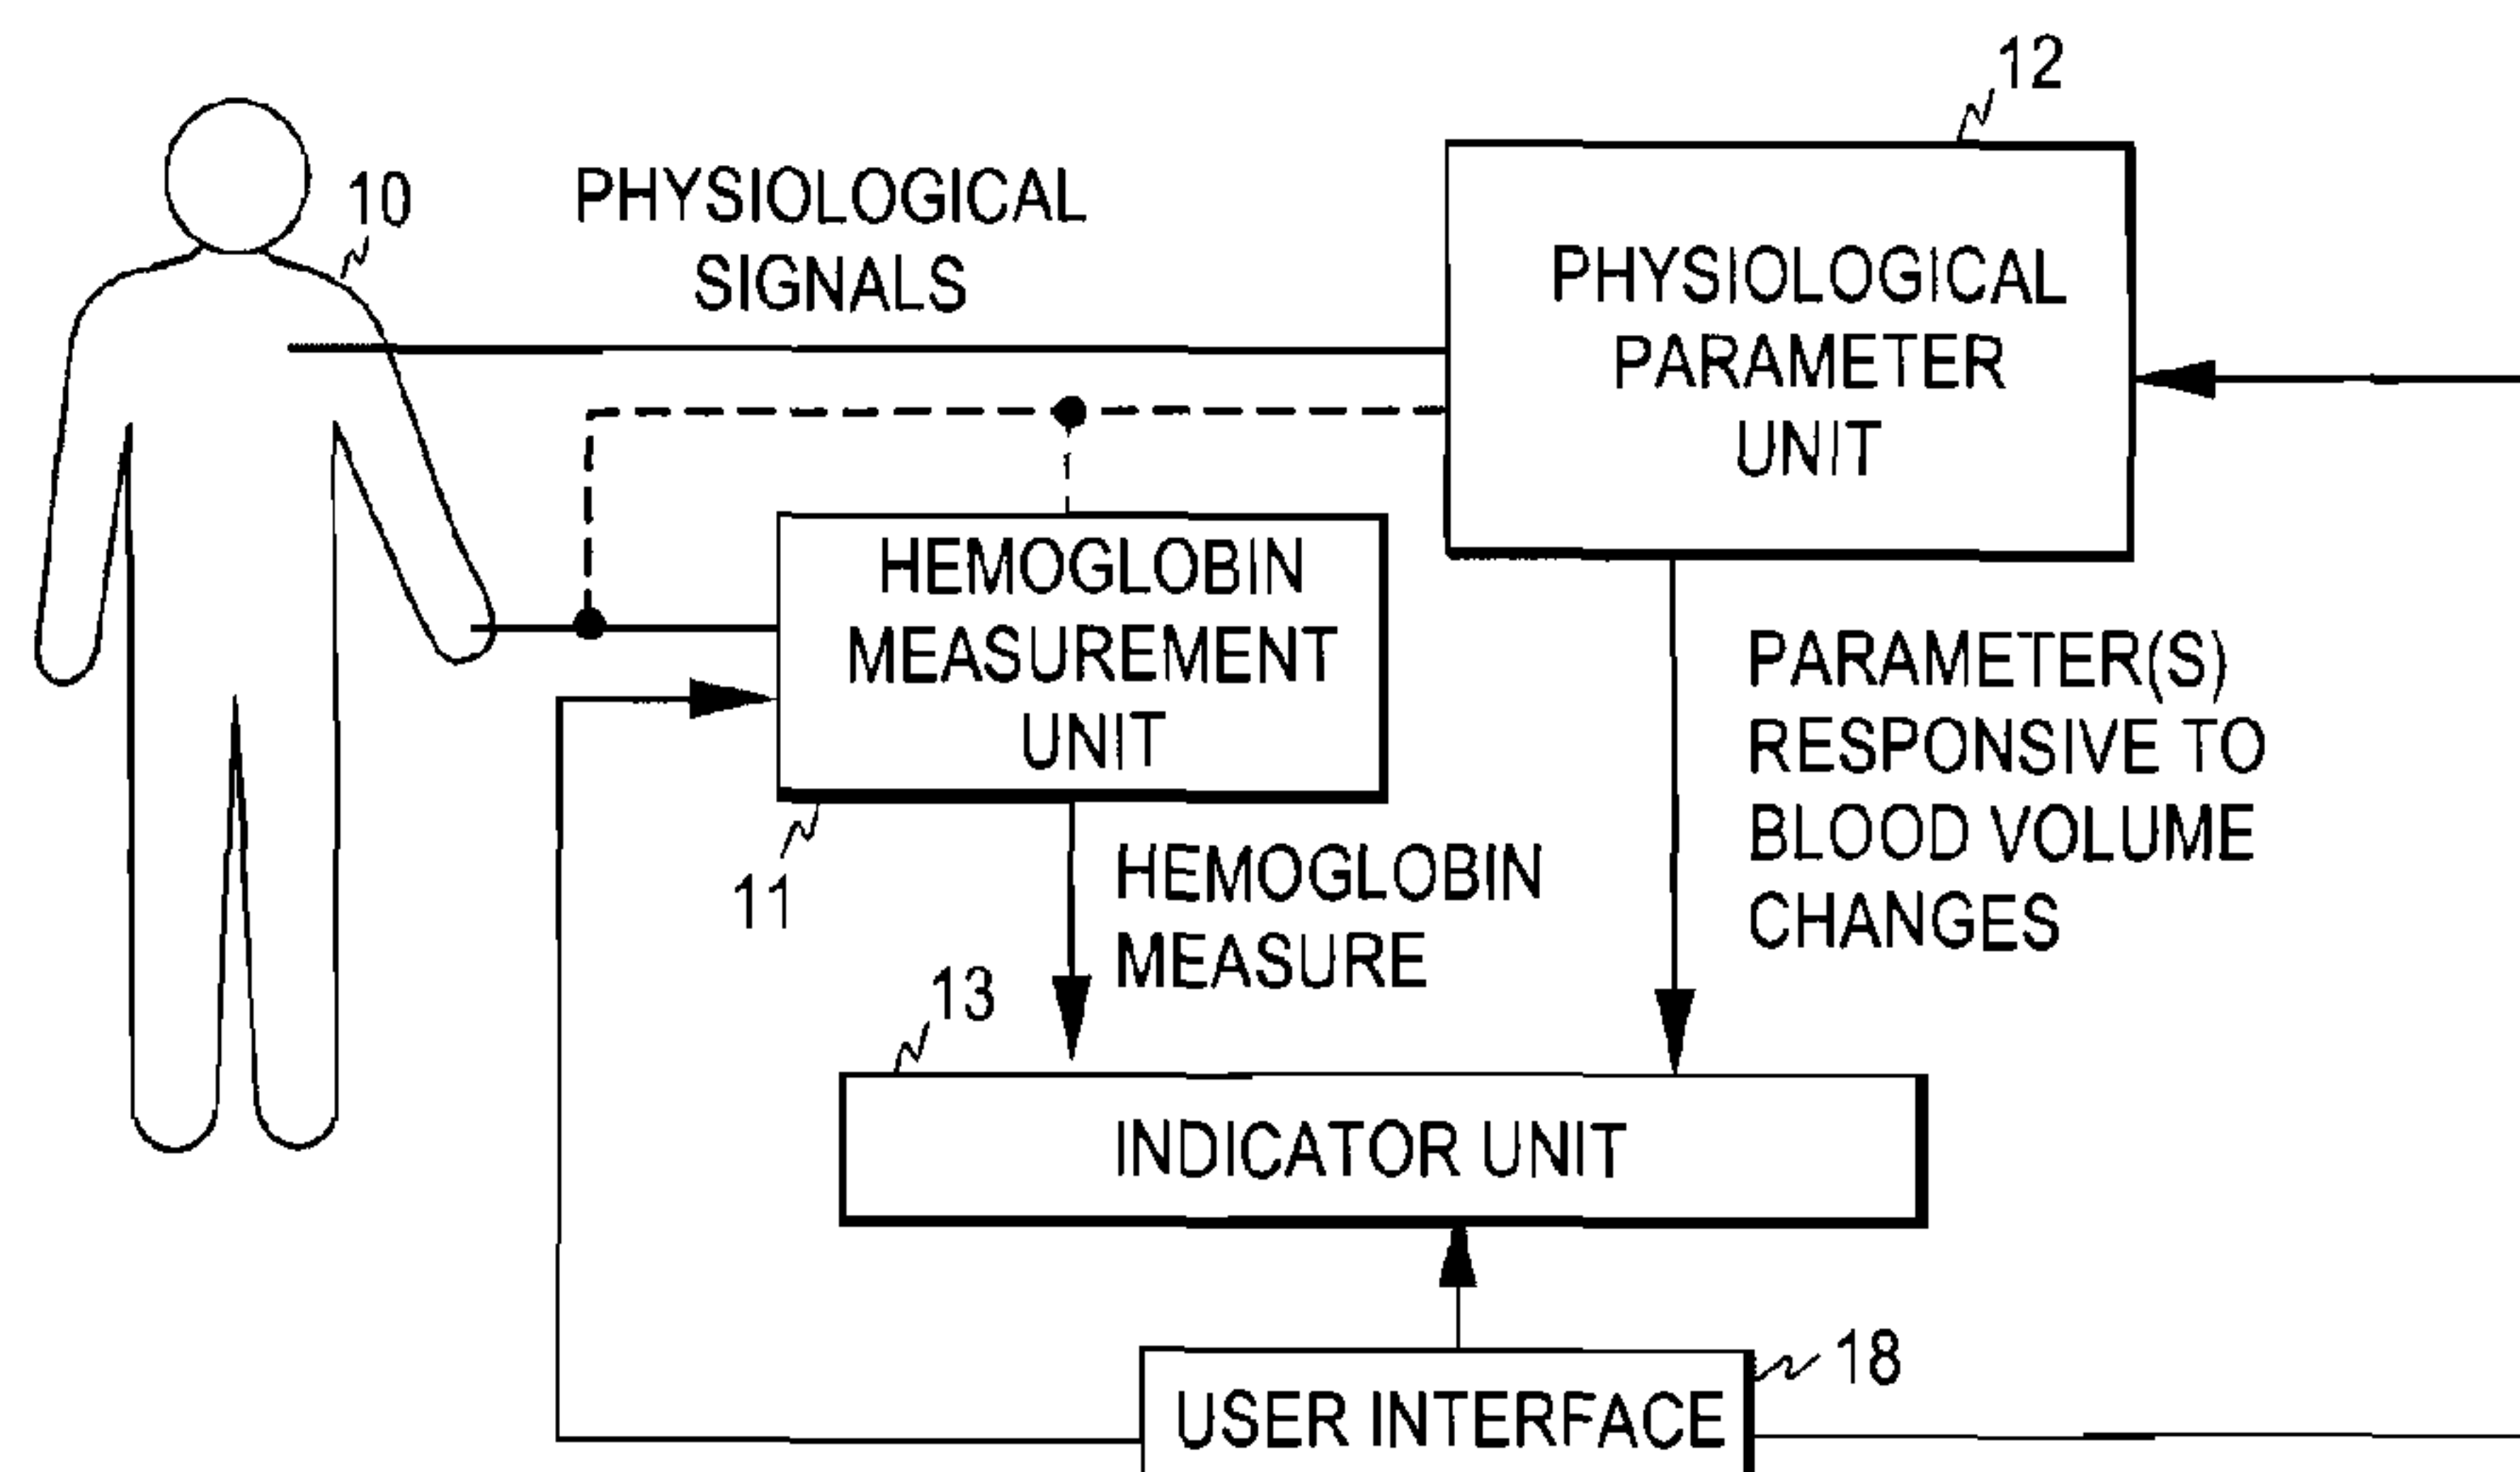 12
10
PHYSIOLOGICAL
SIGNALS
PHYSIOLOGICAL
PARAMETER
UNIT
HEMOGLOBIN
MEASUREMENT
UNIT
PARAMETER(S)
RESPONSIVE TO
BLOOD VOLUME
CHANGES
11
HEMOGLOBIN
MEASURE
13
INDICATOR UNIT
18
USER INTERFACE